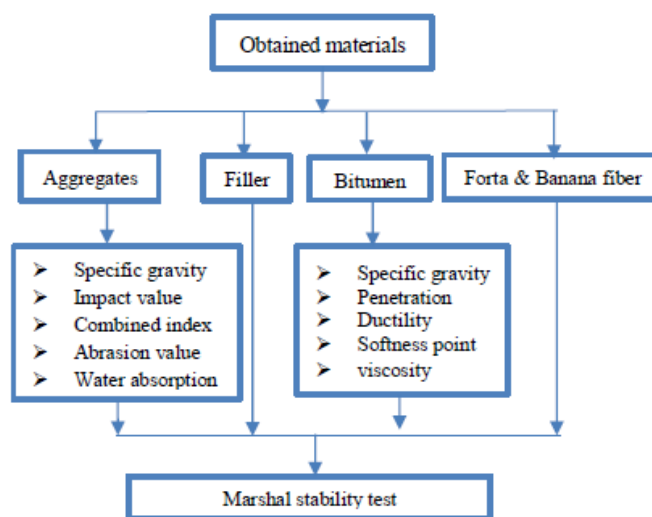 Obtained materials
Aggregates
Filler
Bitumen
Forta & Banana fiber
➢ Specific gravity
➢ Impact value
➢ Combined index
➢ Abrasion value
➢ Water absorption
➢ Specific gravity
➢ Penetration
➢ Ductility
➢ Softness point
➢ viscosity
Marshal stability test